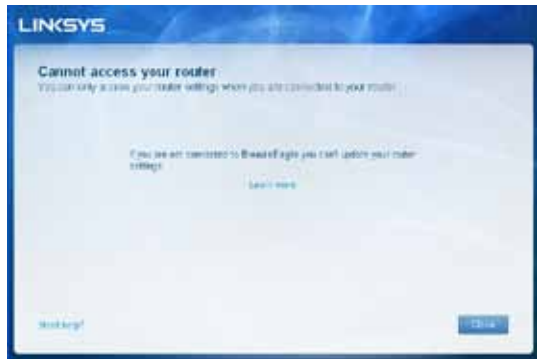 LINKSYS
Cannot access your router
You can only access your router settings when you are connected to your router
If you are not connected to you can't update your router
settings
Learn more
Need help?
Close